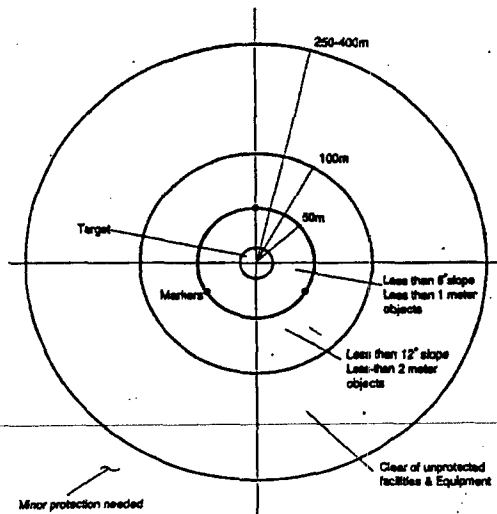 250-400m
100m
50m
Target
Markers
Less than 6° slope
Less than 1 meter
objects
Less than 12° slope
Less than 2 meter
objects
Clear of unprotected
facilities & Equipment
Minor protection needed